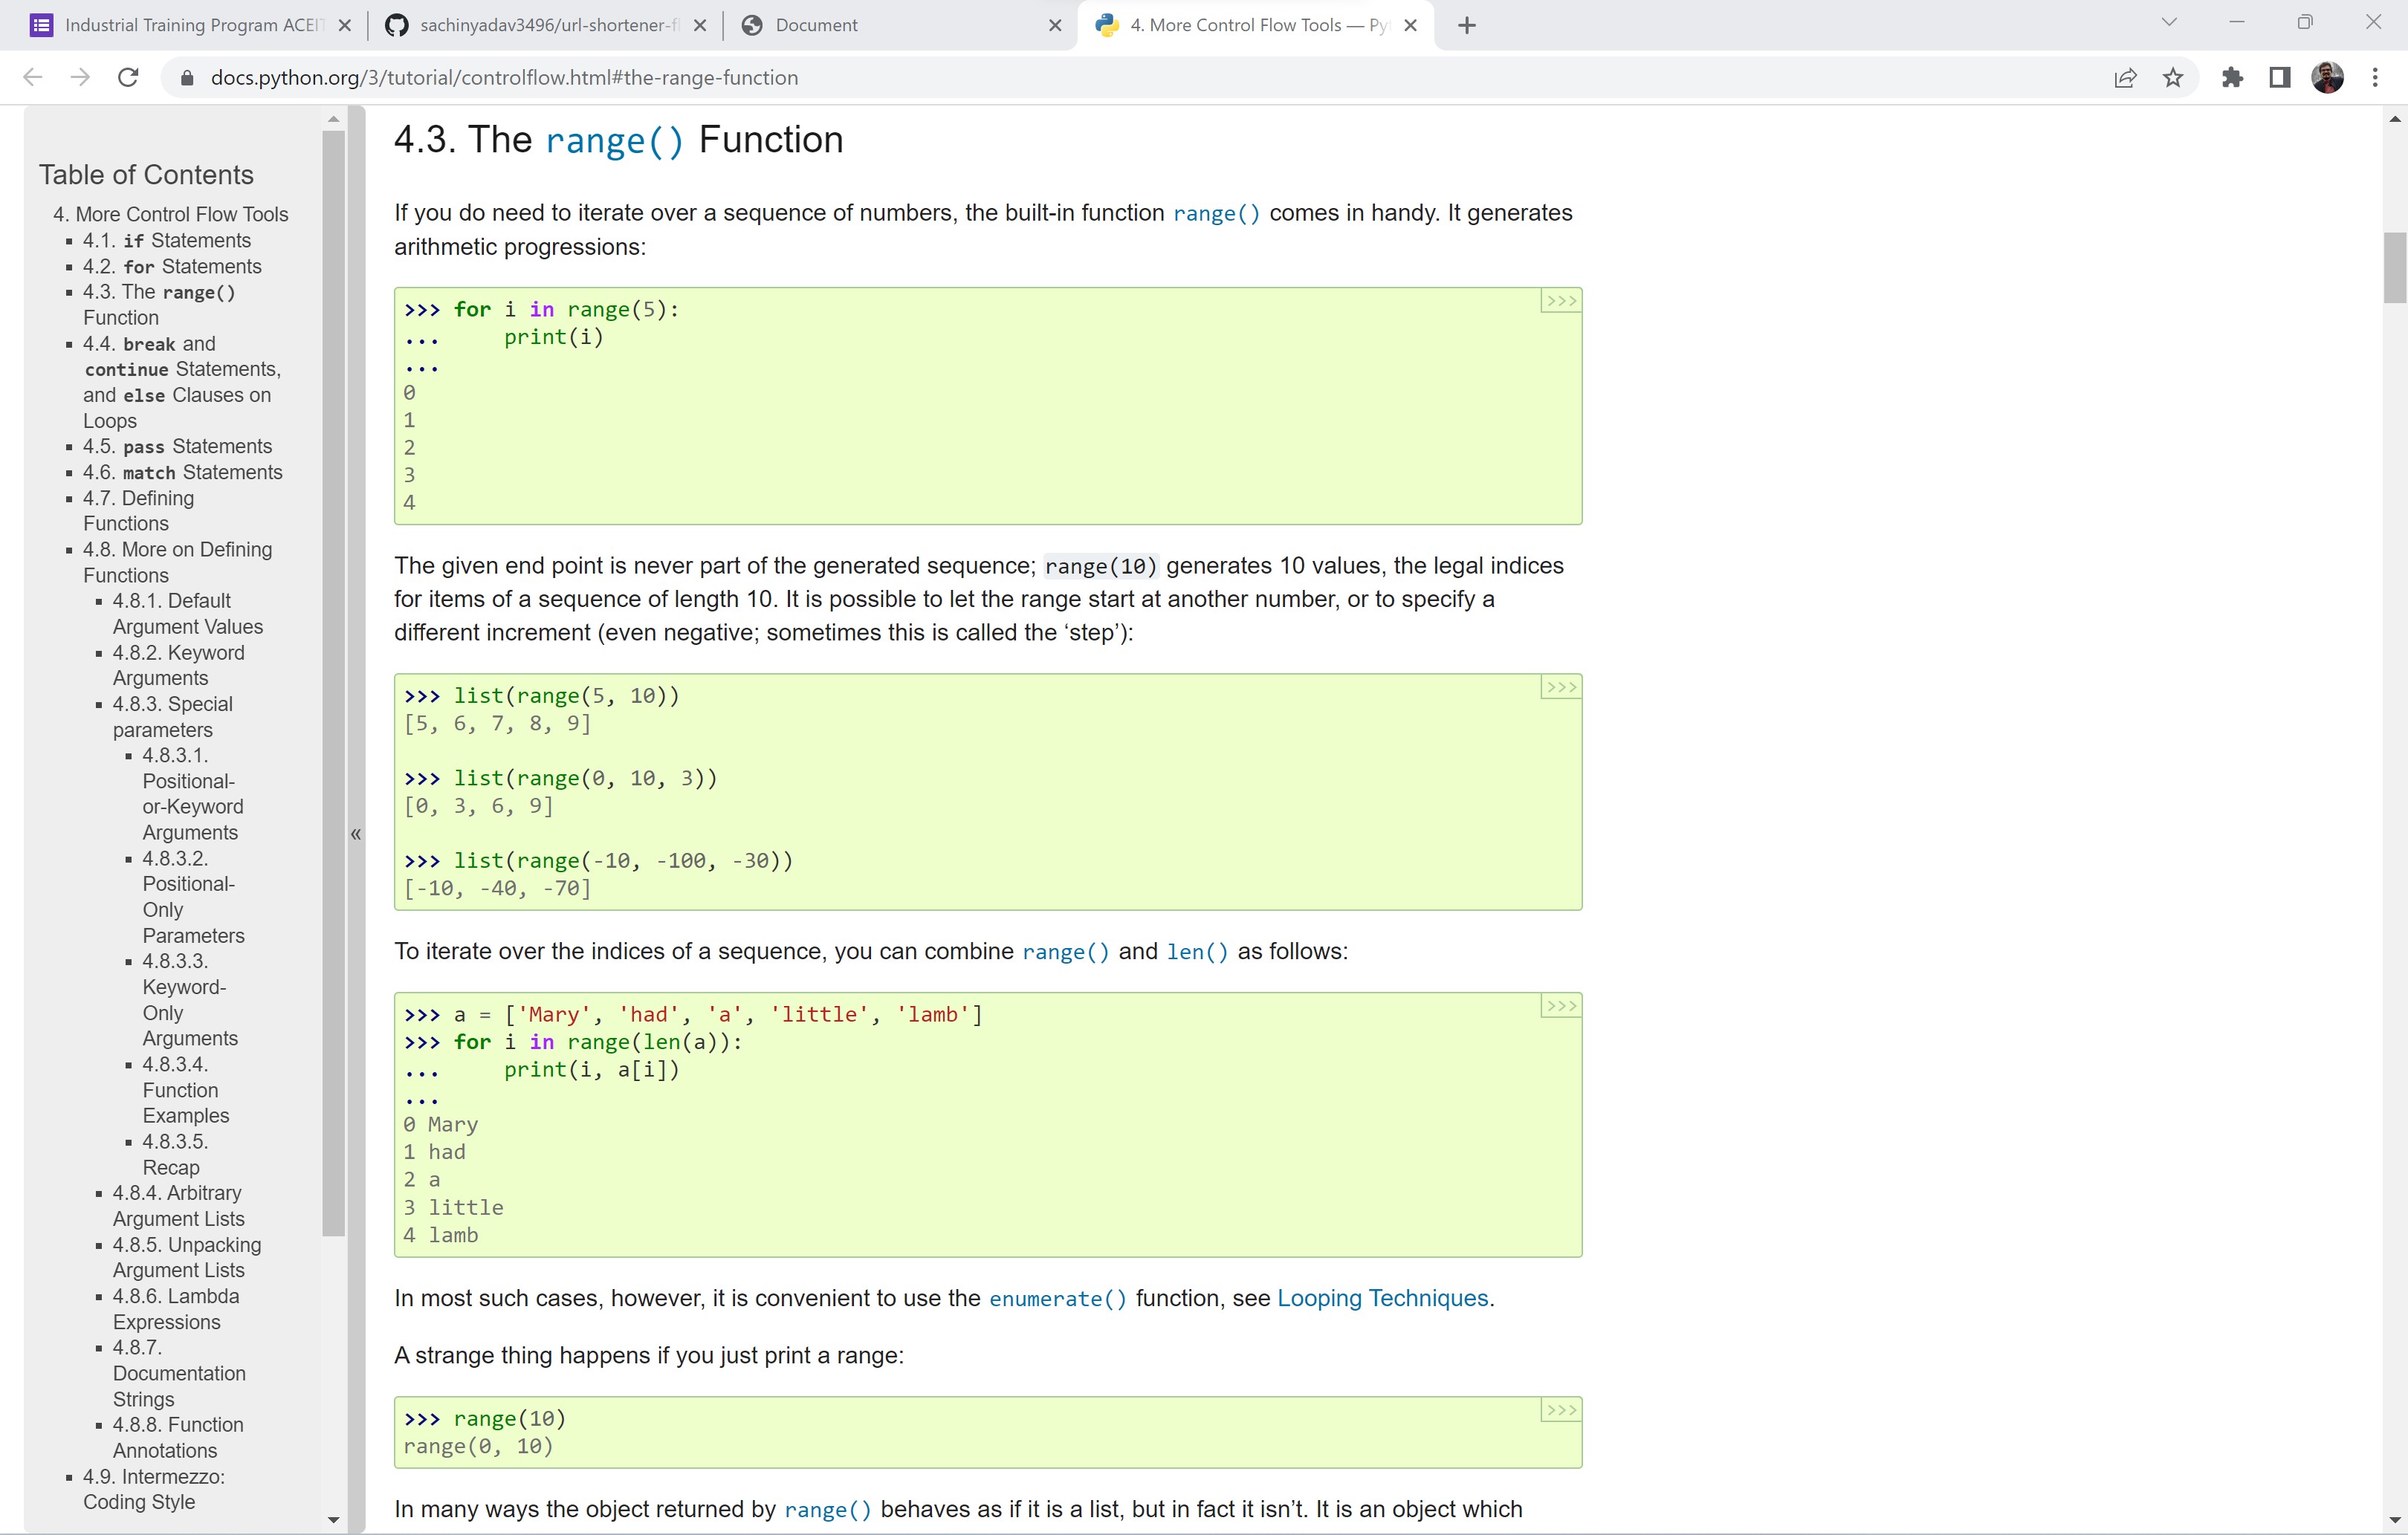 Industrial Training Program ACEIT
sachinyadav3496/url-shortener-fl
Document
4. More Control Flow Tools — Py
docs.python.org/3/tutorial/controlflow.html#the-range-function
Table of Contents
4. More Control Flow Tools
4.1. if Statements
4.2. for Statements
4.3. The range()
Function
4.4. break and
continue Statements,
and else Clauses on
Loops
4.5. pass Statements
4.6. match Statements
4.7. Defining
Functions
4.8. More on Defining
Functions
4.8.1. Default
Argument Values
4.8.2. Keyword
Arguments
4.8.3. Special
parameters
4.8.3.1.
Positional-
or-Keyword
Arguments
4.8.3.2.
Positional-
Only
Parameters
4.8.3.3.
Keyword-
Only
Arguments
4.8.3.4.
Function
Examples
4.8.3.5.
Recap
4.8.4. Arbitrary
Argument Lists
4.8.5. Unpacking
Argument Lists
4.8.6. Lambda
Expressions
4.8.7.
Documentation
Strings
4.8.8. Function
Annotations
4.9. Intermezzo:
Coding Style
«
4.3. The range() Function
If you do need to iterate over a sequence of numbers, the built-in function range() comes in handy. It generates
arithmetic progressions:
>>>
>>> for i in range(5):
...     print(i)
...
0
1
2
3
4
The given end point is never part of the generated sequence; range(10) generates 10 values, the legal indices
for items of a sequence of length 10. It is possible to let the range start at another number, or to specify a
different increment (even negative; sometimes this is called the ‘step’):
>>>
>>> list(range(5, 10))
[5, 6, 7, 8, 9]
>>> list(range(0, 10, 3))
[0, 3, 6, 9]
>>> list(range(-10, -100, -30))
[-10, -40, -70]
To iterate over the indices of a sequence, you can combine range() and len() as follows:
>>>
>>> a = ['Mary', 'had', 'a', 'little', 'lamb']
>>> for i in range(len(a)):
...     print(i, a[i])
...
0 Mary
1 had
2 a
3 little
4 lamb
In most such cases, however, it is convenient to use the enumerate() function, see Looping Techniques.
A strange thing happens if you just print a range:
>>>
>>> range(10)
range(0, 10)
In many ways the object returned by range() behaves as if it is a list, but in fact it isn’t. It is an object which